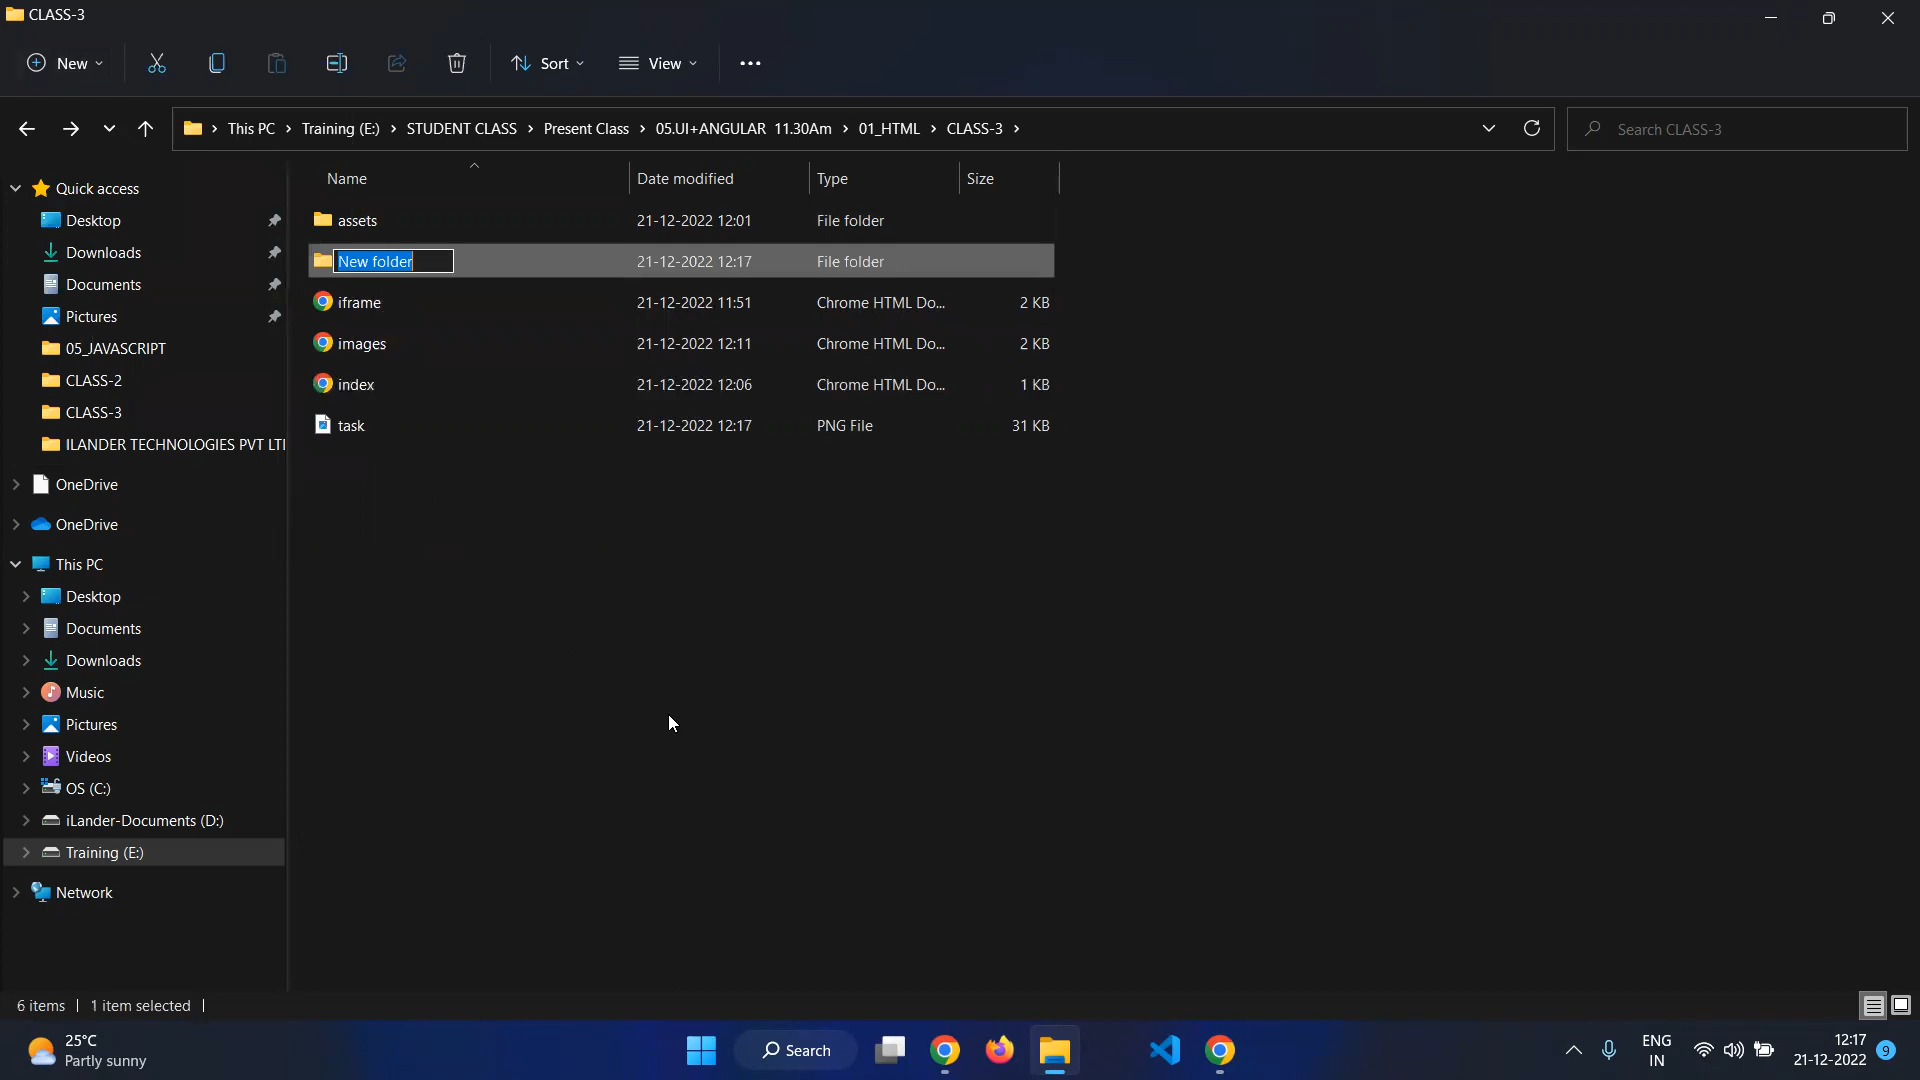 CLASS-3
New
Sort
View
This PC
Training (E:)
STUDENT CLASS
Present Class
05.UI+ANGULAR 11.30Am
01_HTML
CLASS-3
Search CLASS-3
Name
Date modified
Type
Size
assets 21-12-2022 12:01 File folder
New folder 21-12-2022 12:17 File folder
iframe 21-12-2022 11:51 Chrome HTML Do... 2 KB
images 21-12-2022 12:11 Chrome HTML Do... 2 KB
index 21-12-2022 12:06 Chrome HTML Do... 1 KB
task 21-12-2022 12:17 PNG File 31 KB
Quick access
Desktop
Downloads
Documents
Pictures
05_JAVASCRIPT
CLASS-2
CLASS-3
ILANDER TECHNOLOGIES PVT LT
OneDrive
OneDrive
This PC
Desktop
Documents
Downloads
Music
Pictures
Videos
OS (C:)
iLander-Documents (D:)
Training (E:)
Network
6 items
1 item selected
25°C
Partly sunny
Search
ENG
IN
12:17
21-12-2022
9